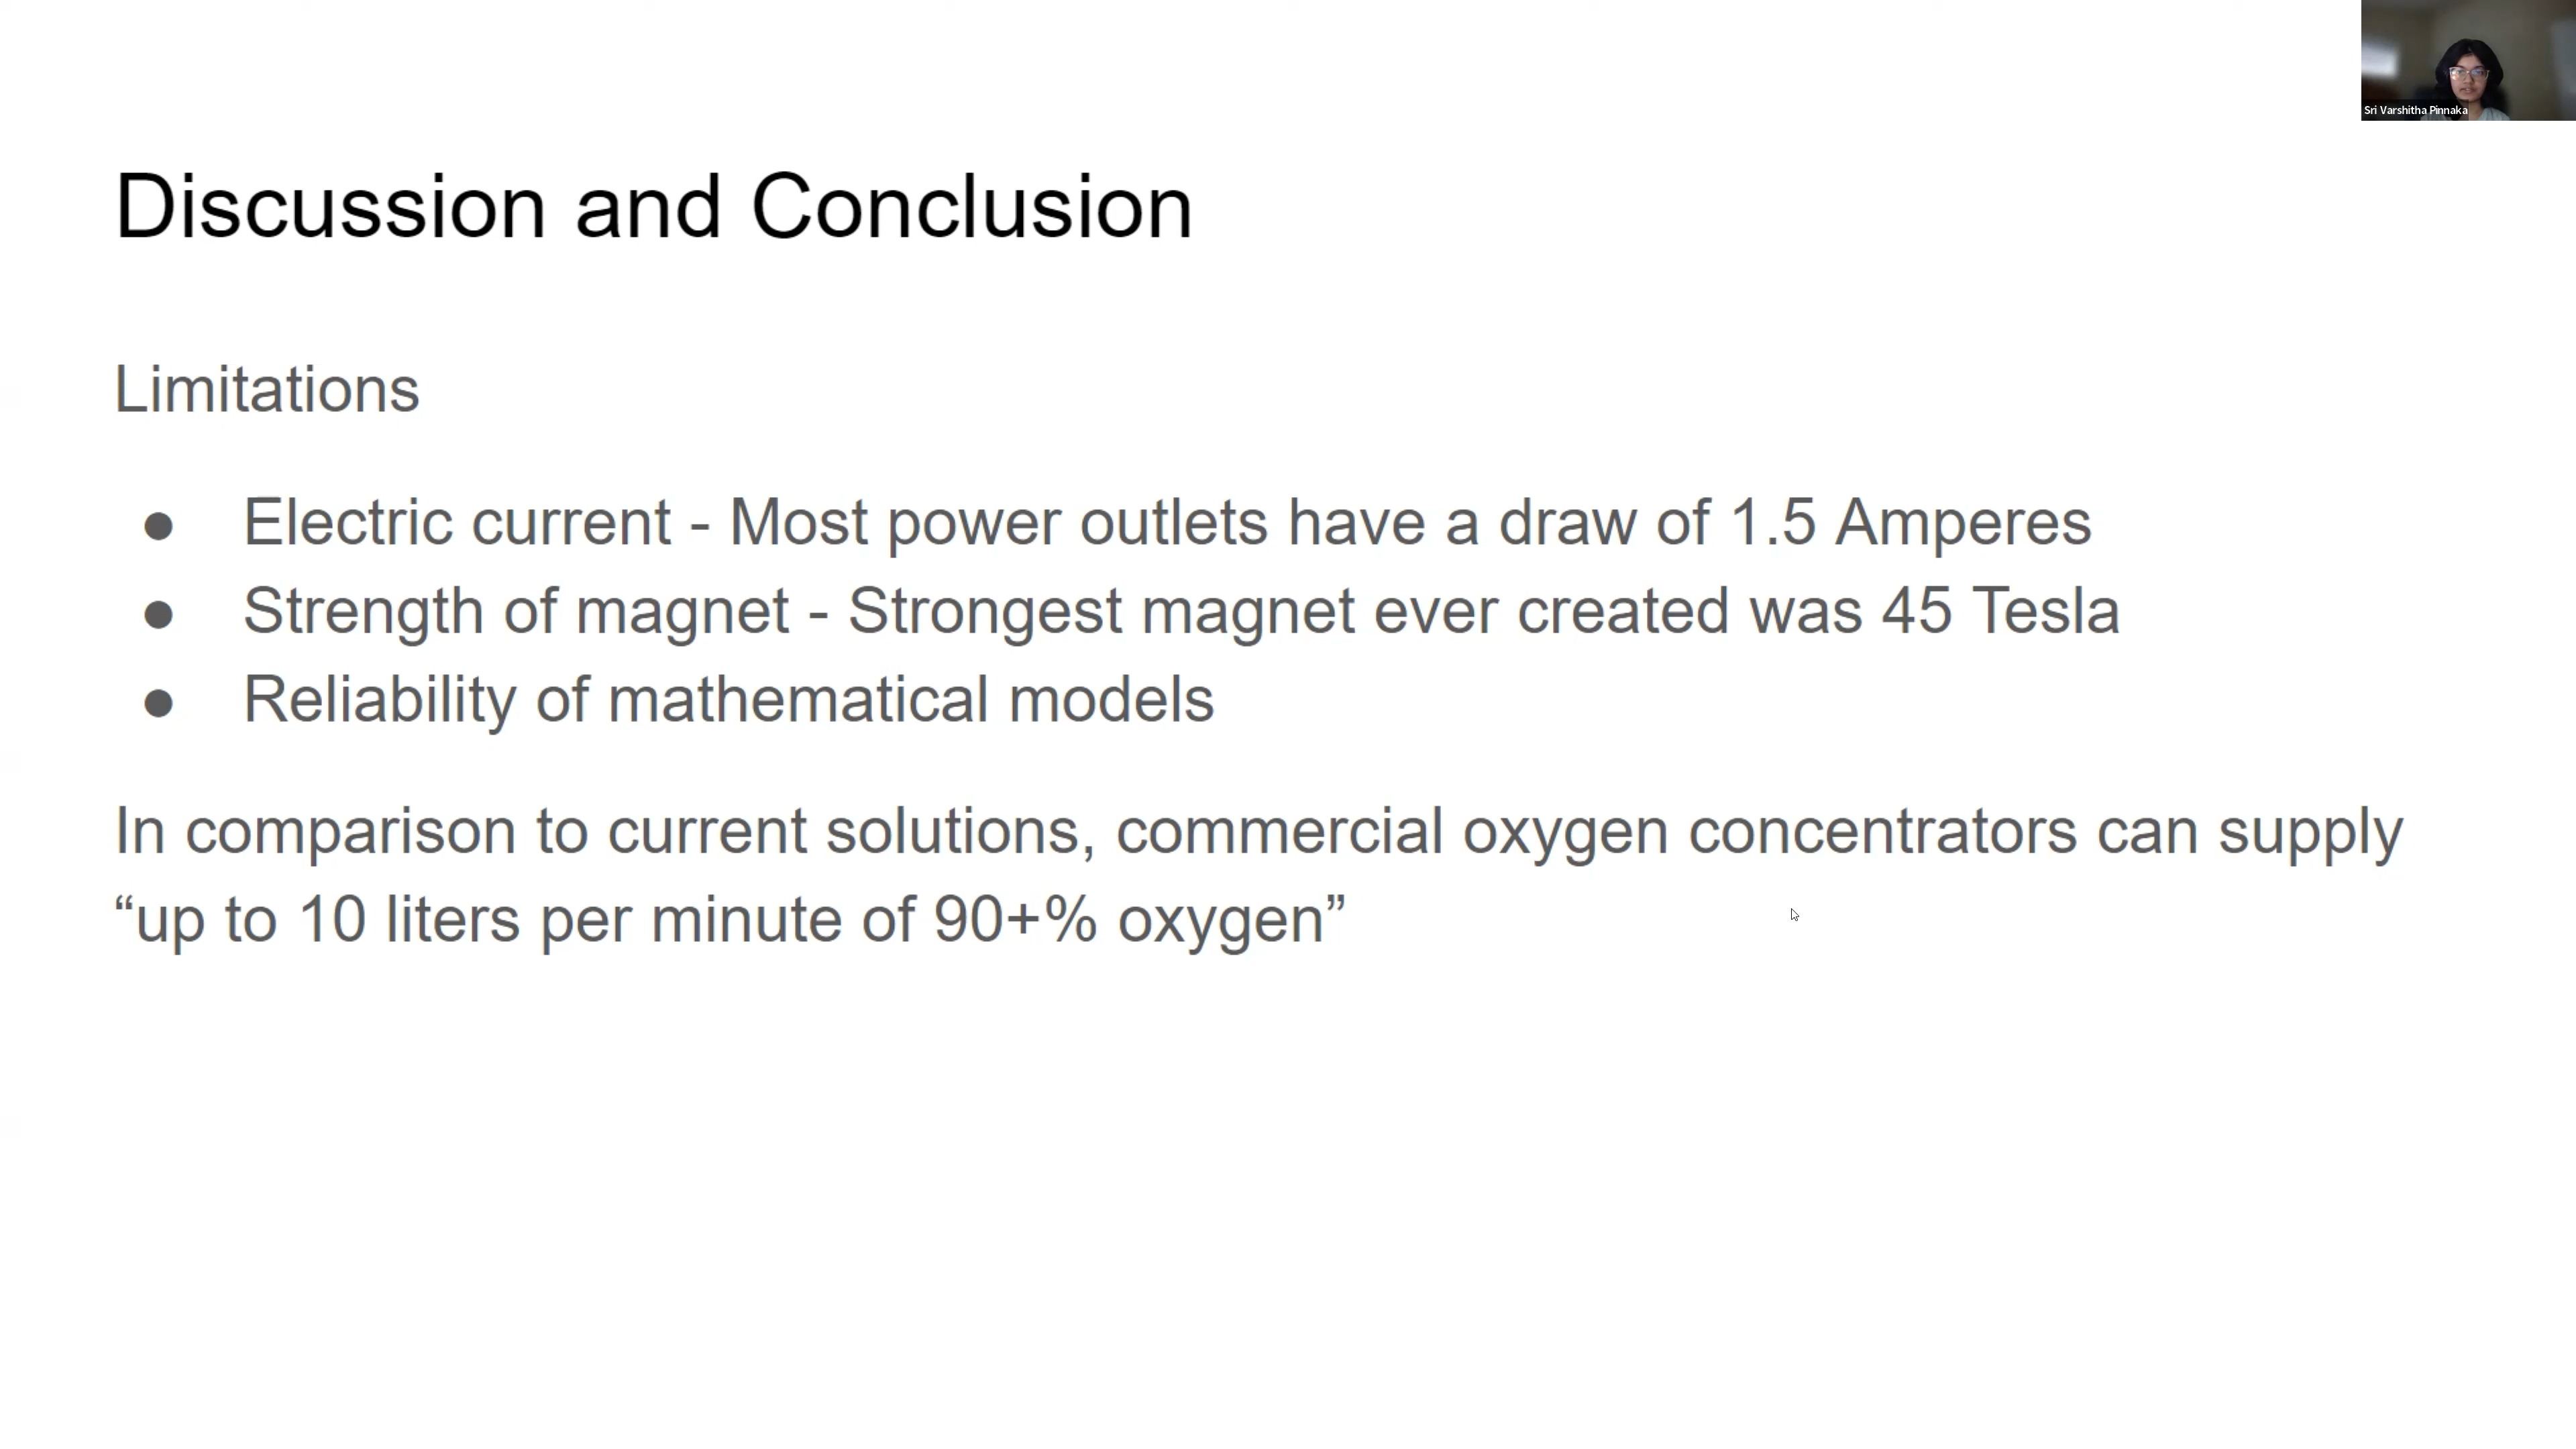 Sri Varshitha Pinnaka
Discussion and Conclusion
Limitations
● Electric current - Most power outlets have a draw of 1.5 Amperes
● Strength of magnet - Strongest magnet ever created was 45 Tesla
● Reliability of mathematical models
In comparison to current solutions, commercial oxygen concentrators can supply
“up to 10 liters per minute of 90+% oxygen”